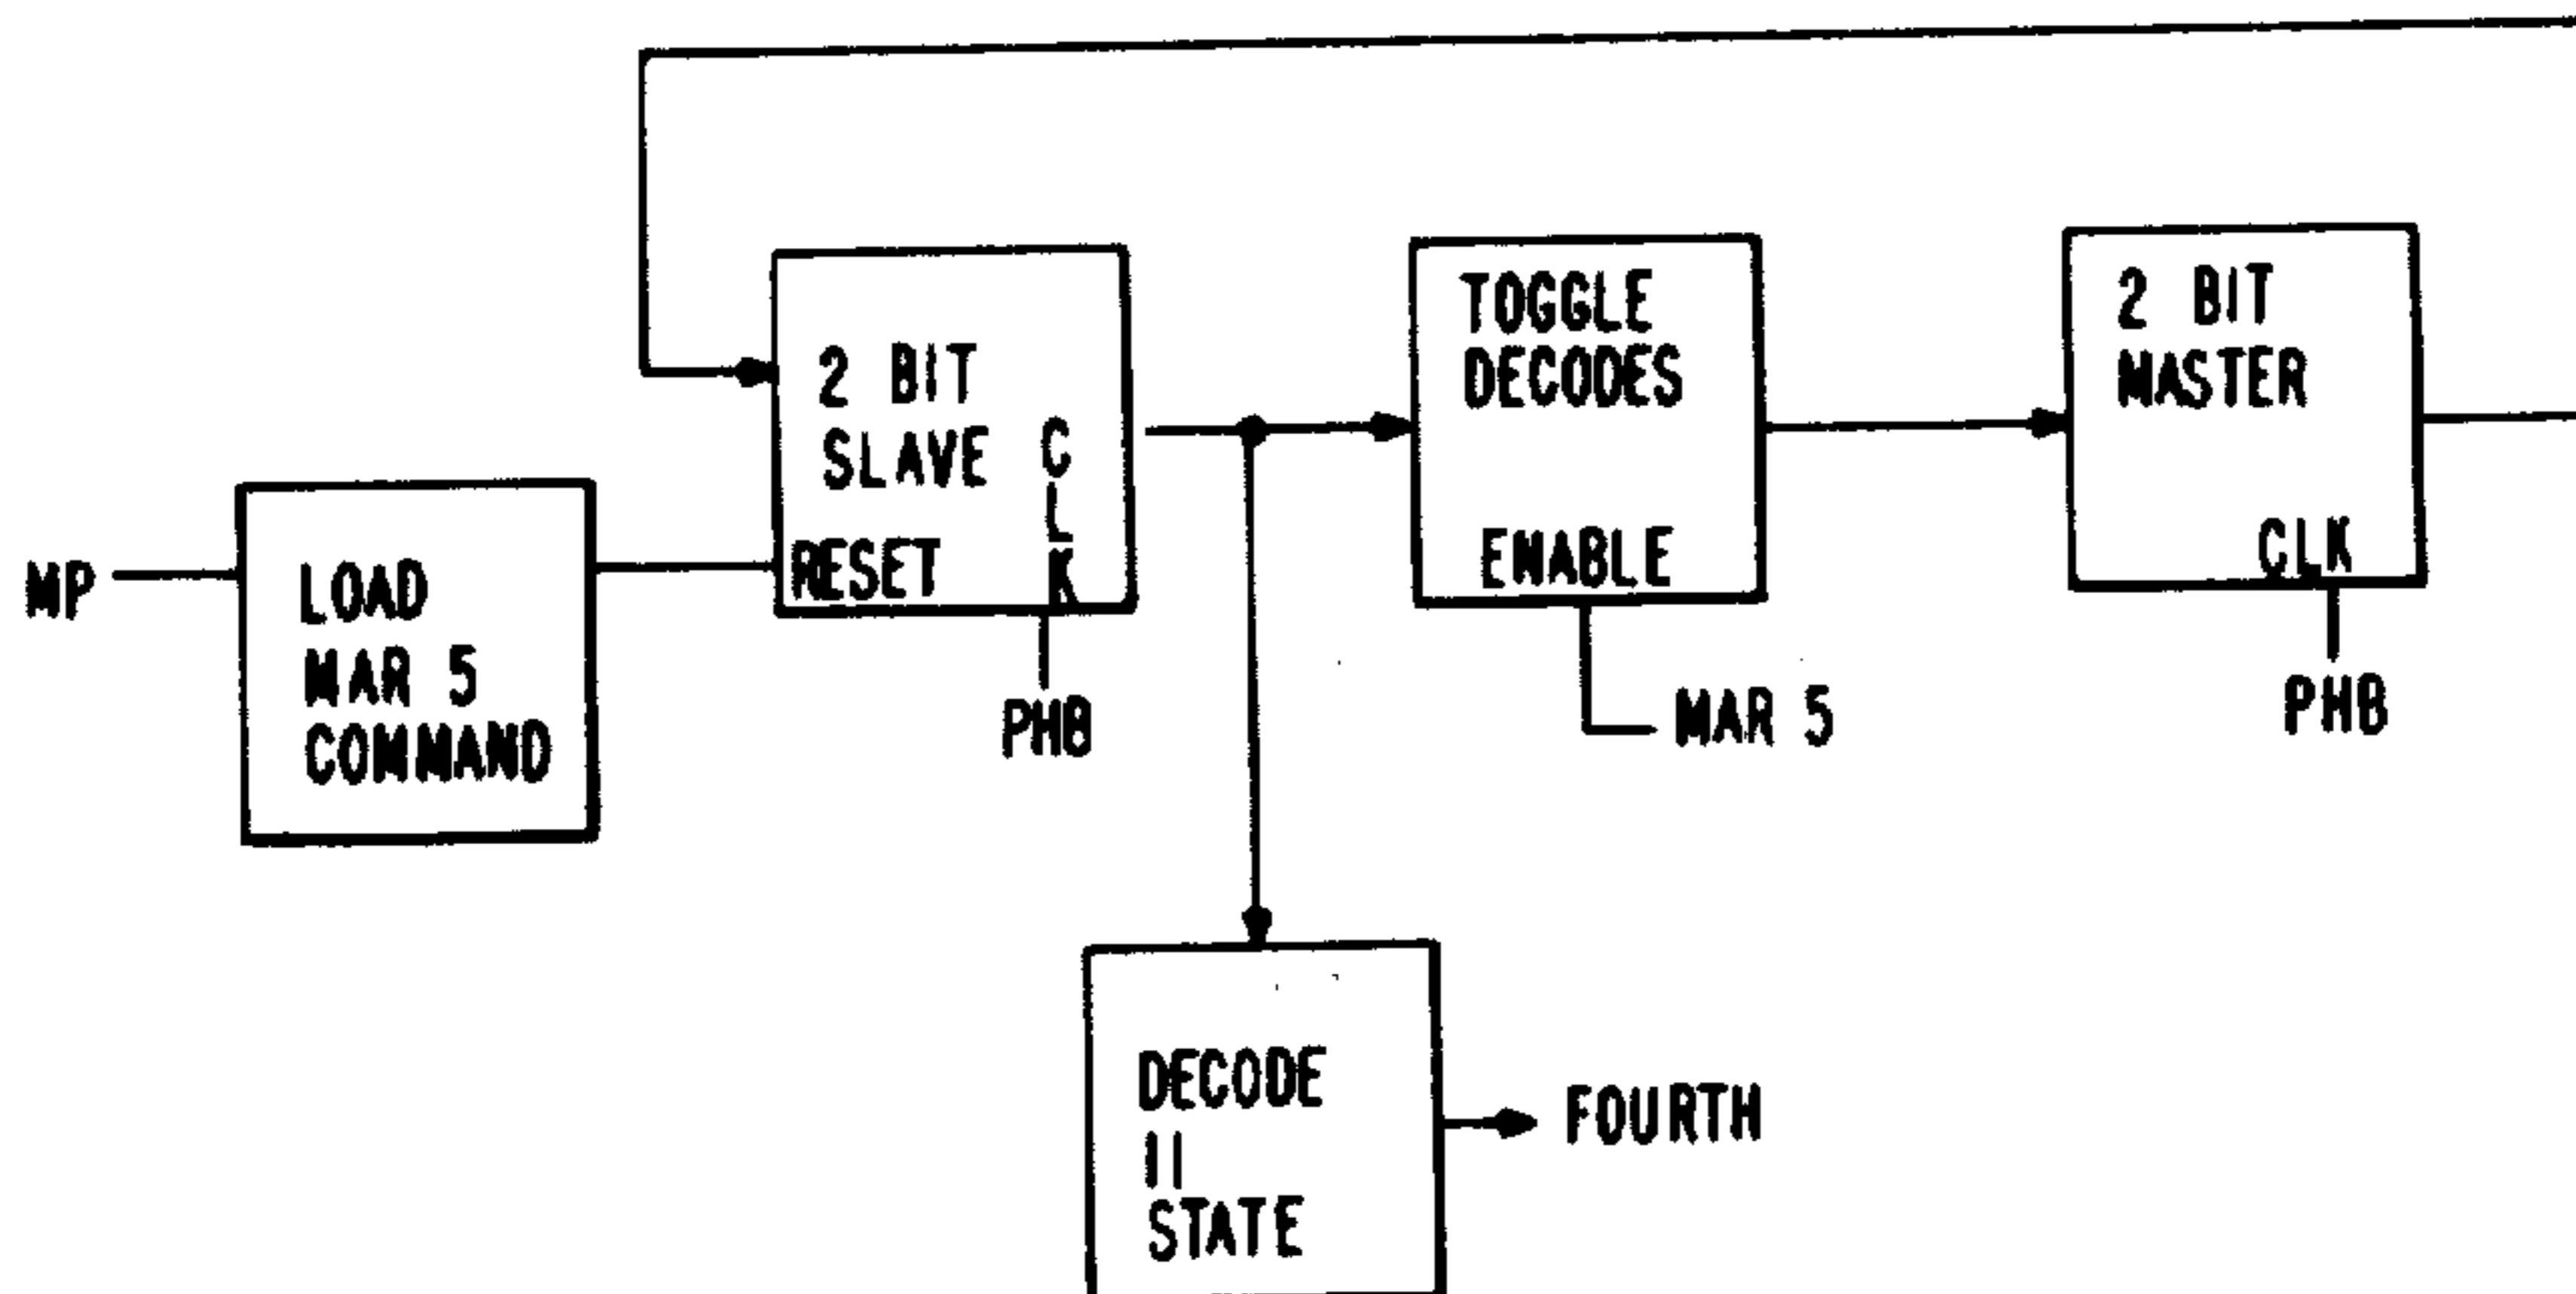 MP
LOAD
MAR 5
COMMAND
2 BIT
SLAVE
CLK
RESET
PHB
TOGGLE
DECODES
ENABLE
MAR 5
2 BIT
MASTER
CLK
PHB
DECODE
11
STATE
FOURTH